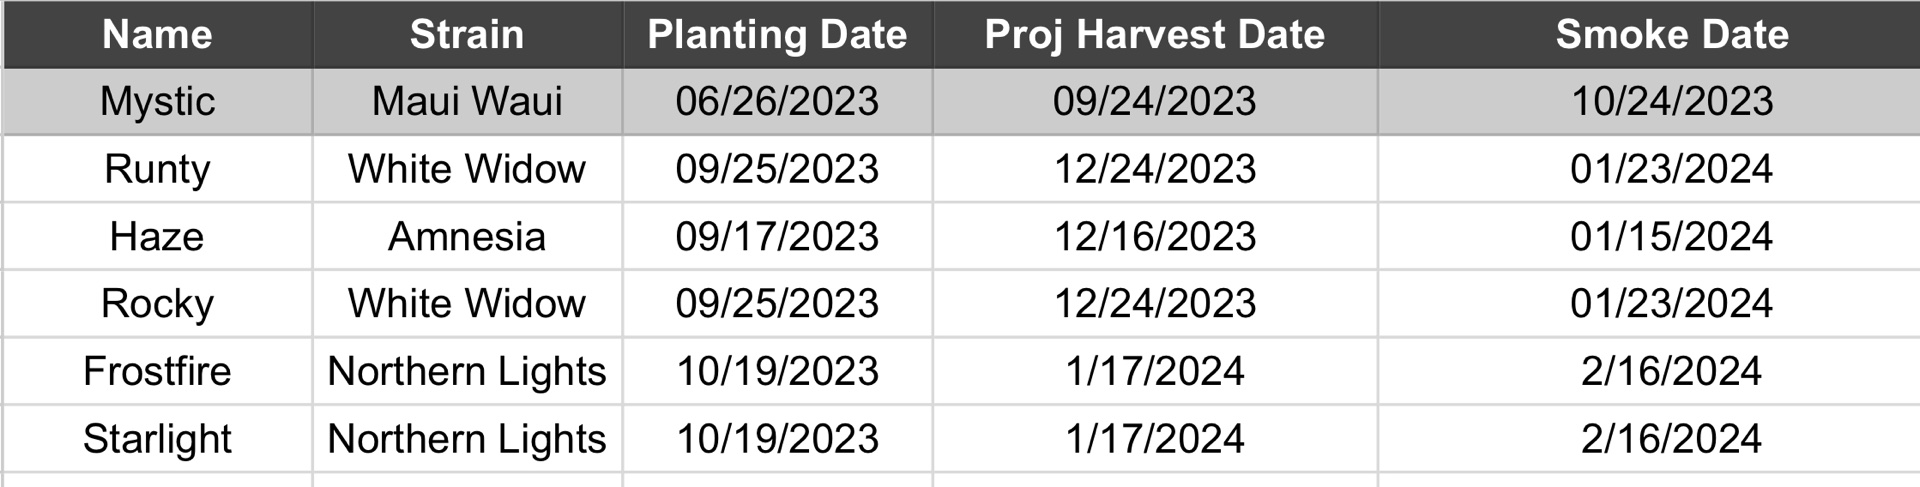 Name Strain Planting Date Proj Harvest Date Smoke Date
Mystic Maui Waui 06/26/2023 09/24/2023 10/24/2023
Runty White Widow 09/25/2023 12/24/2023 01/23/2024
Haze Amnesia 09/17/2023 12/16/2023 01/15/2024
Rocky White Widow 09/25/2023 12/24/2023 01/23/2024
Frostfire Northern Lights 10/19/2023 1/17/2024 2/16/2024
Starlight Northern Lights 10/19/2023 1/17/2024 2/16/2024